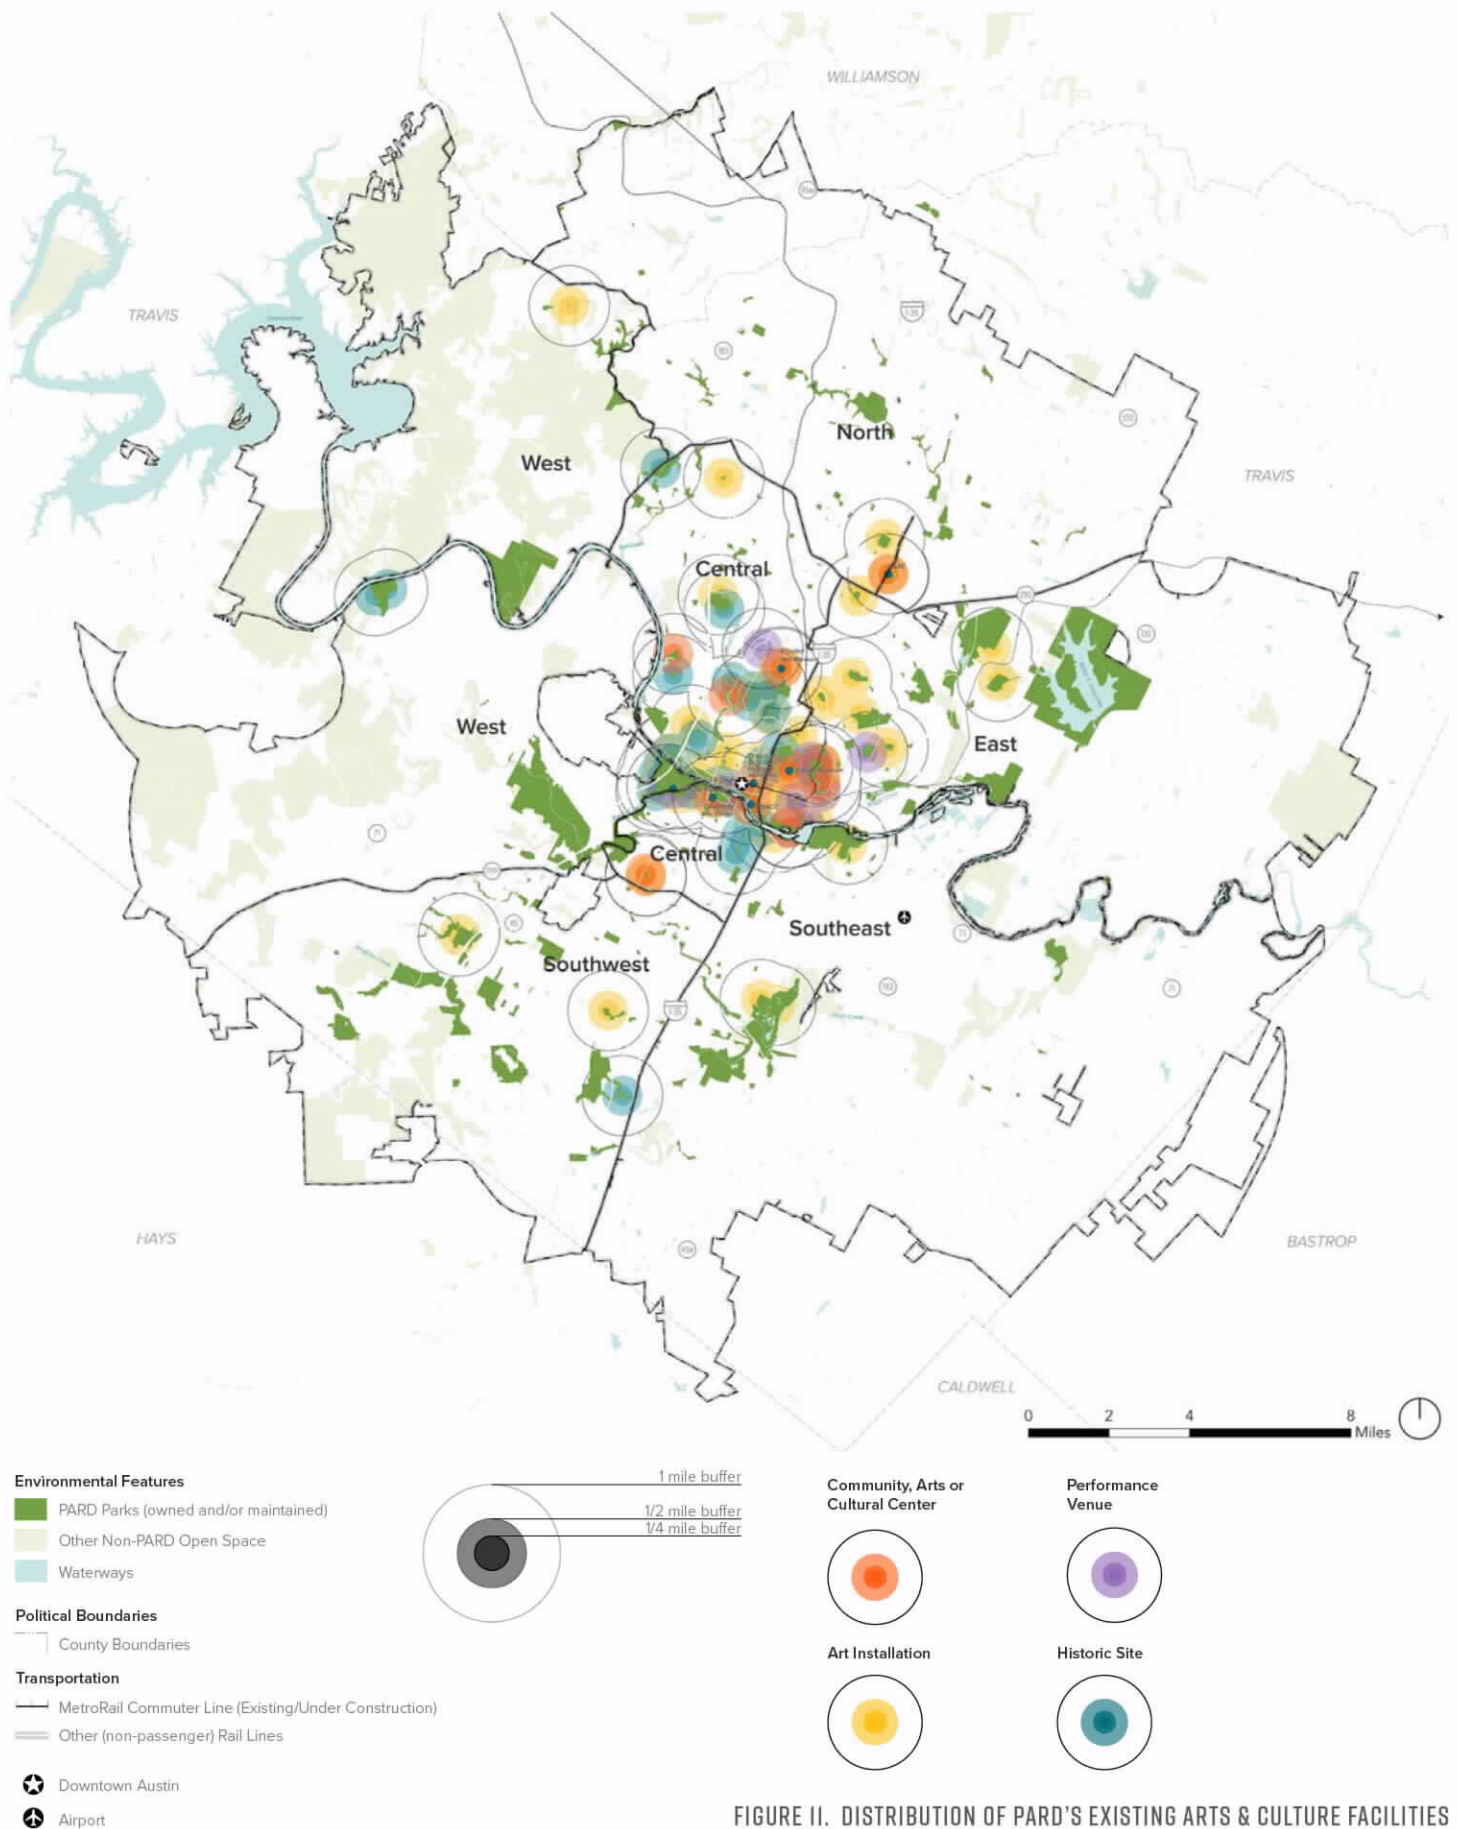 WILLIAMSON
TRAVIS
North
West
TRAVIS
Central
West
East
Central
Southeast
Southwest
HAYS
BASTROP
CALDWELL
0 2 4 8
Miles
Environmental Features
PARD Parks (owned and/or maintained)
Other Non-PARD Open Space
Waterways
Political Boundaries
County Boundaries
Transportation
MetroRail Commuter Line (Existing/Under Construction)
Other (non-passenger) Rail Lines
Downtown Austin
Airport
1 mile buffer
1/2 mile buffer
1/4 mile buffer
Community, Arts or
Cultural Center
Performance
Venue
Art Installation
Historic Site
FIGURE 11. DISTRIBUTION OF PARD'S EXISTING ARTS & CULTURE FACILITIES